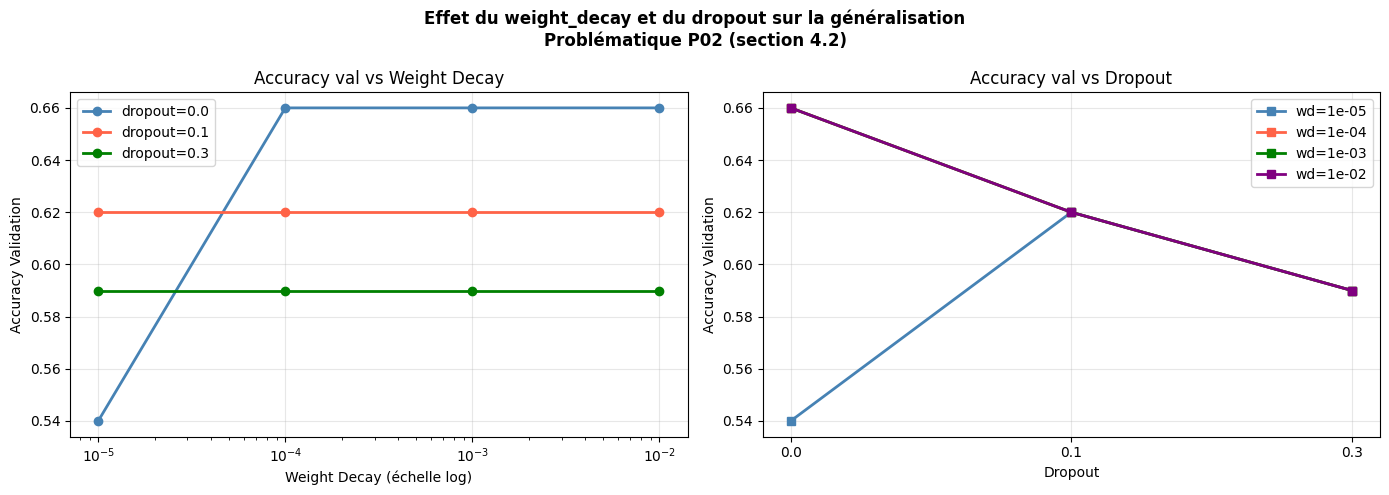 Effet du weight_decay et du dropout sur la généralisation
Problématique P02 (section 4.2)
Accuracy val vs Weight Decay
dropout=0.0
dropout=0.1
dropout=0.3
Accuracy Validation
0.66
0.64
0.62
0.60
0.58
0.56
0.54
10⁻⁵
10⁻⁴
10⁻³
10⁻²
Weight Decay (échelle log)
Accuracy val vs Dropout
wd=1e-05
wd=1e-04
wd=1e-03
wd=1e-02
Accuracy Validation
0.66
0.64
0.62
0.60
0.58
0.56
0.54
0.0
0.1
0.3
Dropout